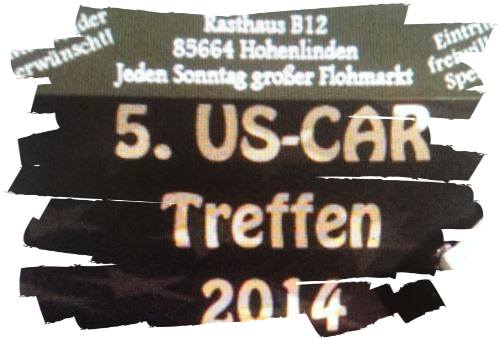 Rasthaus B12
85664 Hohenlinden
Jeden Sonntag großer Flohmarkt
erwünscht!
5. US-CAR
Treffen
2014